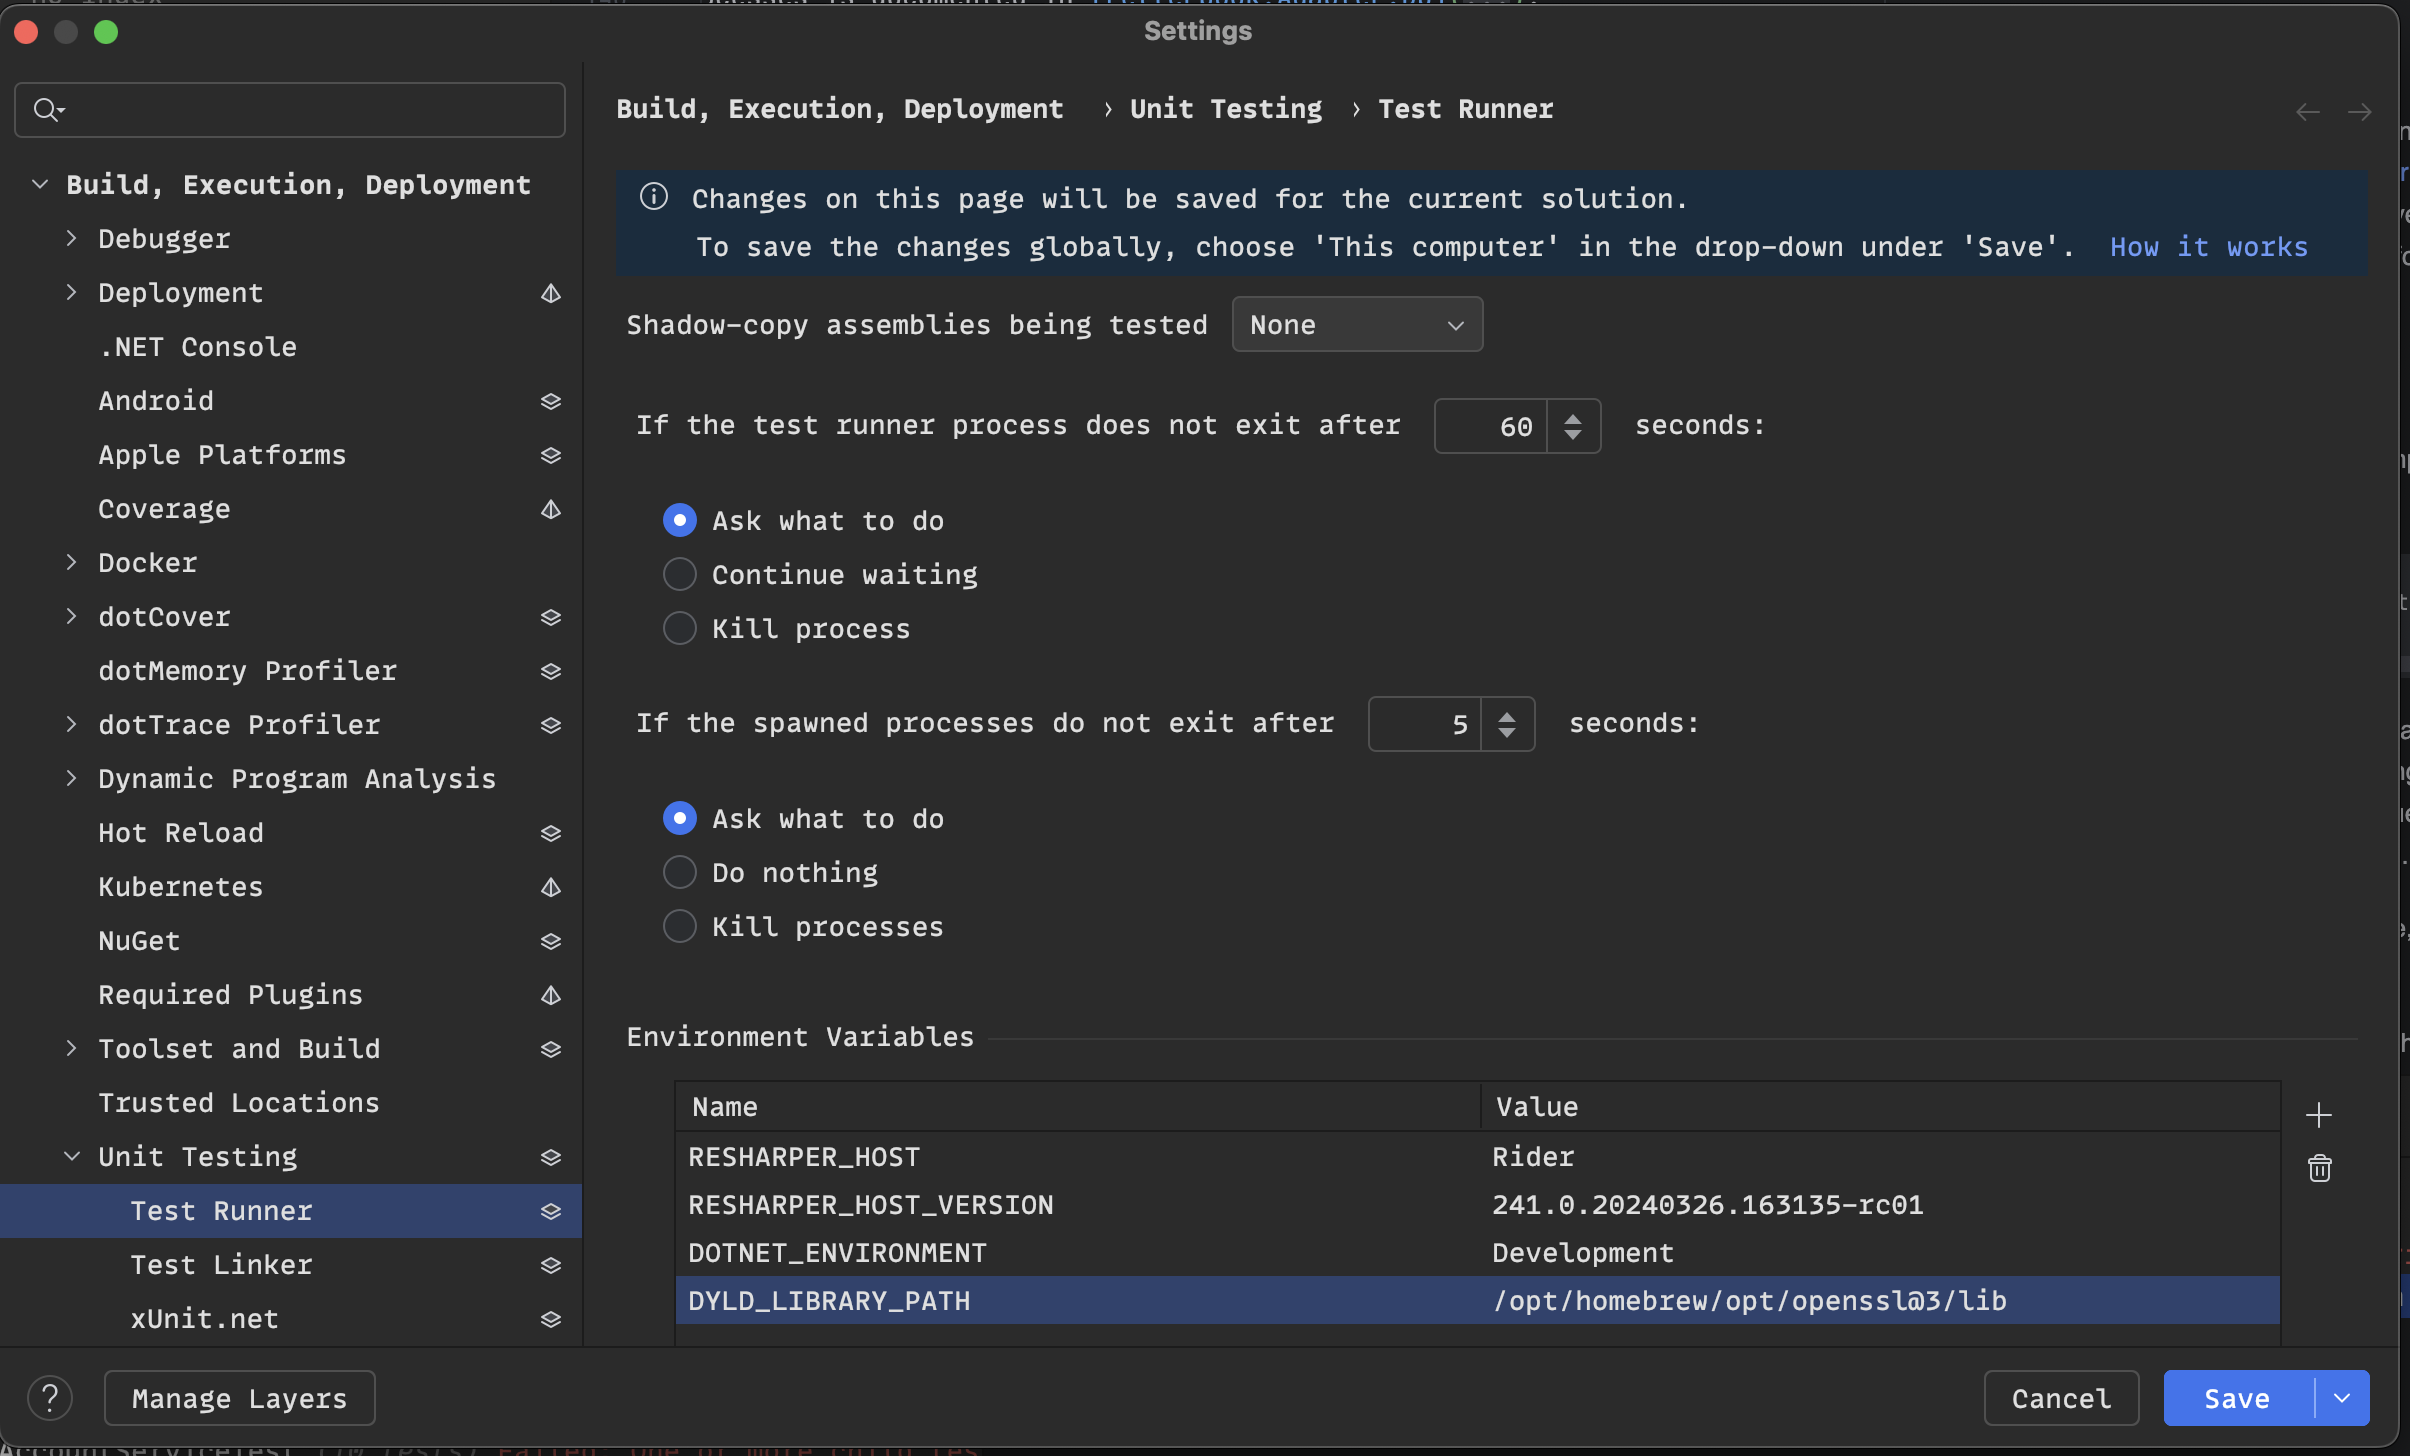 Settings
Build, Execution, Deployment › Unit Testing › Test Runner
Changes on this page will be saved for the current solution.
To save the changes globally, choose 'This computer' in the drop-down under 'Save'. How it works
Build, Execution, Deployment
Debugger
Deployment
.NET Console
Android
Apple Platforms
Coverage
Docker
dotCover
dotMemory Profiler
dotTrace Profiler
Dynamic Program Analysis
Hot Reload
Kubernetes
NuGet
Required Plugins
Toolset and Build
Trusted Locations
Unit Testing
Test Runner
Test Linker
xUnit.net
Shadow-copy assemblies being tested None
If the test runner process does not exit after 60 seconds:
Ask what to do
Continue waiting
Kill process
If the spawned processes do not exit after 5 seconds:
Ask what to do
Do nothing
Kill processes
Environment Variables
Name Value
RESHARPER_HOST Rider
RESHARPER_HOST_VERSION 241.0.20240326.163135-rc01
DOTNET_ENVIRONMENT Development
DYLD_LIBRARY_PATH /opt/homebrew/opt/openssl@3/lib
? Manage Layers Cancel Save